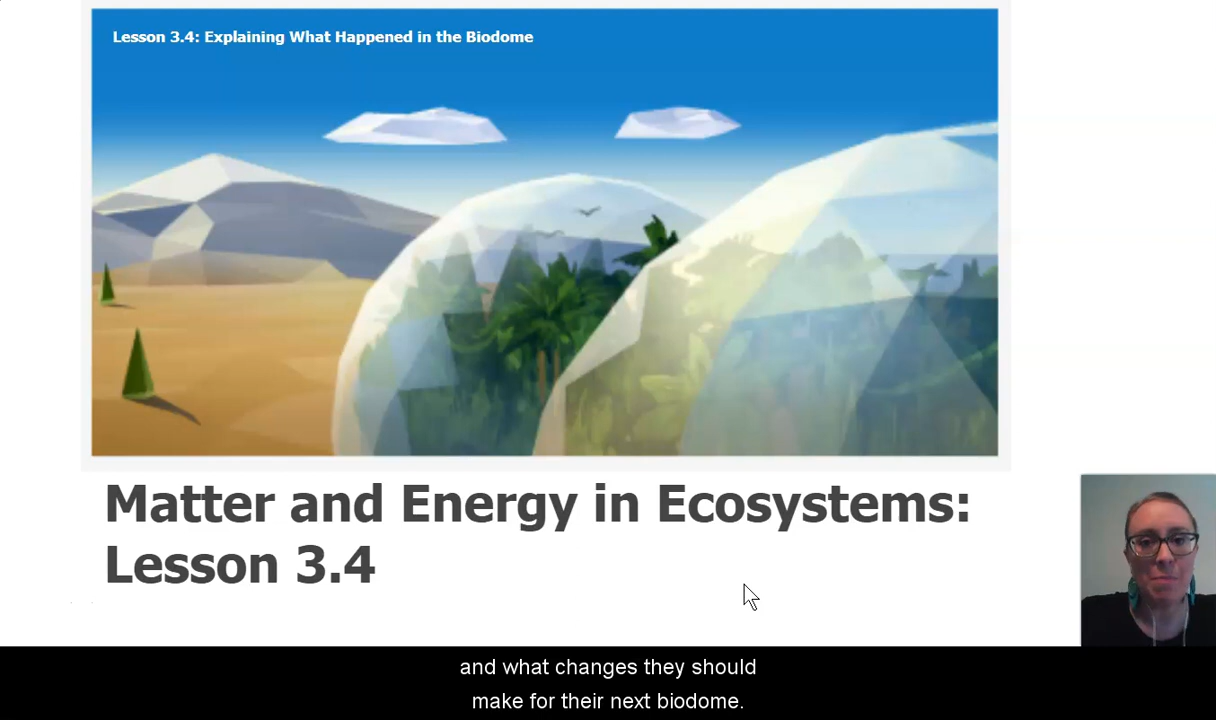 Lesson 3.4: Explaining What Happened in the Biodome
Matter and Energy in Ecosystems:
Lesson 3.4
and what changes they should
make for their next biodome.